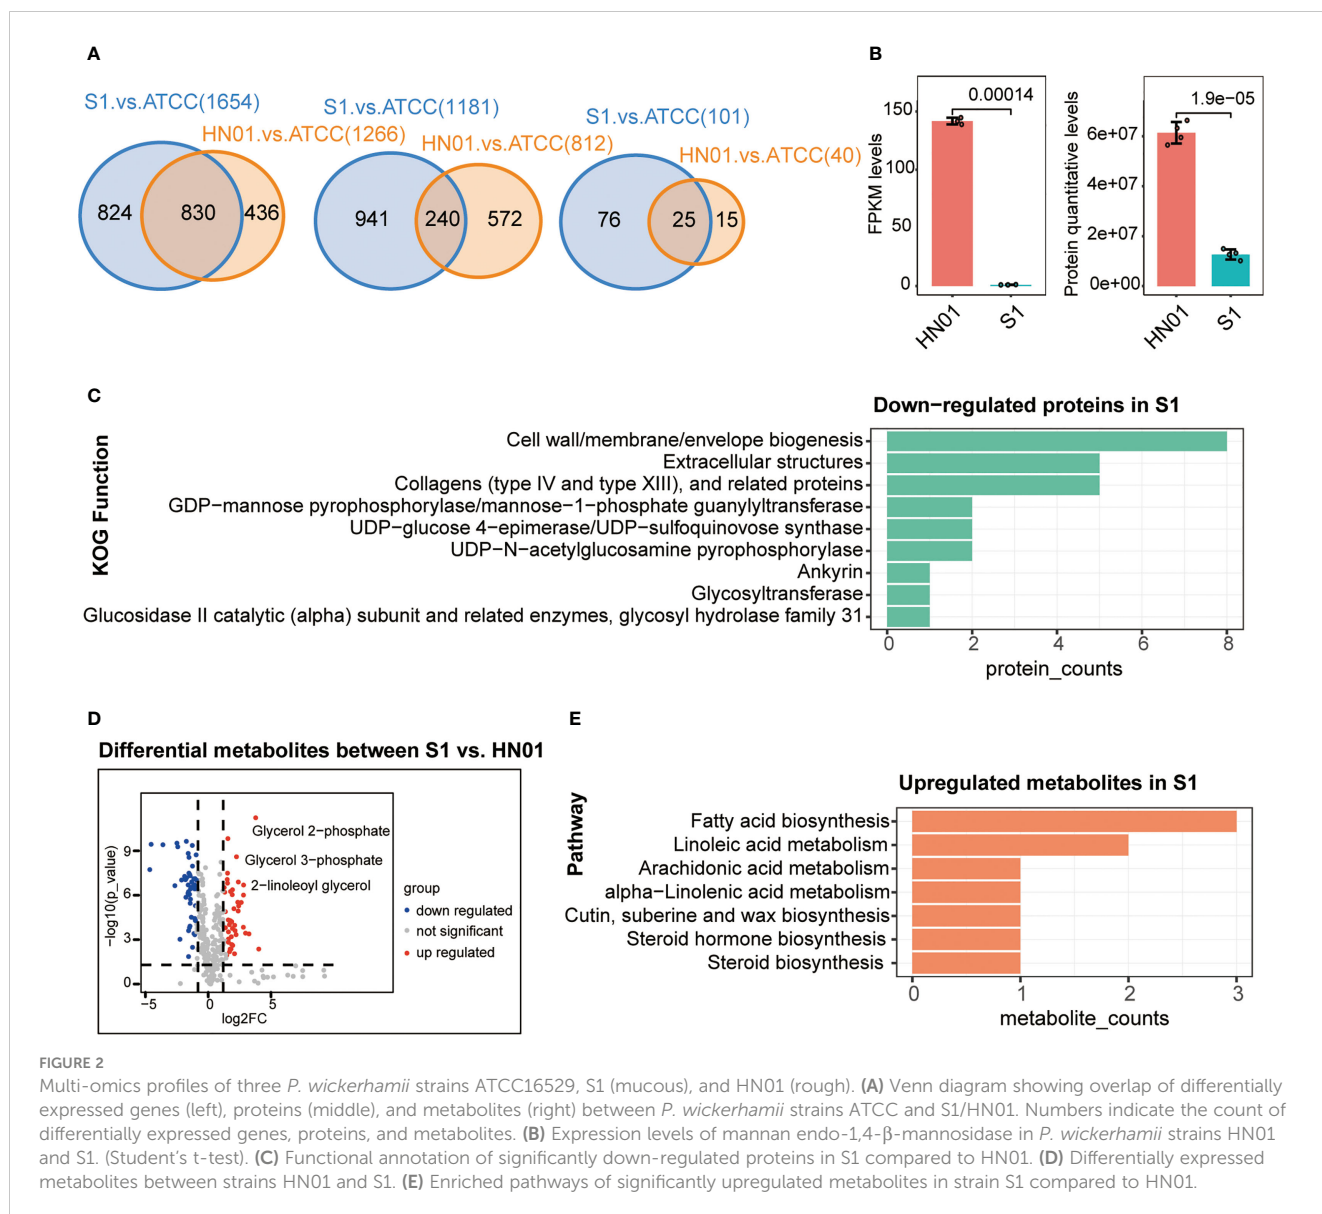 A
S1.vs.ATCC(1654)
HN01.vs.ATCC(1266)
824
830
436
S1.vs.ATCC(1181)
HN01.vs.ATCC(812)
941
240
572
S1.vs.ATCC(101)
HN01.vs.ATCC(40)
76
25
15
B
0.00014
FPKM levels
150
100
50
0
HN01
S1
1.9e−05
Protein quantitative levels
6e+07
4e+07
2e+07
0e+00
HN01
S1
C
Down−regulated proteins in S1
KOG Function
Cell wall/membrane/envelope biogenesis
Extracellular structures
Collagens (type IV and type XIII), and related proteins
GDP−mannose pyrophosphorylase/mannose−1−phosphate guanylyltransferase
UDP−glucose 4−epimerase/UDP−sulfoquinovose synthase
UDP−N−acetylglucosamine pyrophosphorylase
Ankyrin
Glycosyltransferase
Glucosidase II catalytic (alpha) subunit and related enzymes, glycosyl hydrolase family 31
0 2 4 6 8
protein_counts
D
Differential metabolites between S1 vs. HN01
−log10(p_value)
9
6
3
0
Glycerol 2−phosphate
Glycerol 3−phosphate
2−linoleoyl glycerol
−5 0 5
log2FC
group
down regulated
not significant
up regulated
E
Upregulated metabolites in S1
Pathway
Fatty acid biosynthesis
Linoleic acid metabolism
Arachidonic acid metabolism
alpha−Linolenic acid metabolism
Cutin, suberine and wax biosynthesis
Steroid hormone biosynthesis
Steroid biosynthesis
0 1 2 3
metabolite_counts
FIGURE 2
Multi-omics profiles of three P. wickerhamii strains ATCC16529, S1 (mucous), and HN01 (rough). (A) Venn diagram showing overlap of differentially
expressed genes (left), proteins (middle), and metabolites (right) between P. wickerhamii strains ATCC and S1/HN01. Numbers indicate the count of
differentially expressed genes, proteins, and metabolites. (B) Expression levels of mannan endo-1,4-β-mannosidase in P. wickerhamii strains HN01
and S1. (Student's t-test). (C) Functional annotation of significantly down-regulated proteins in S1 compared to HN01. (D) Differentially expressed
metabolites between strains HN01 and S1. (E) Enriched pathways of significantly upregulated metabolites in strain S1 compared to HN01.